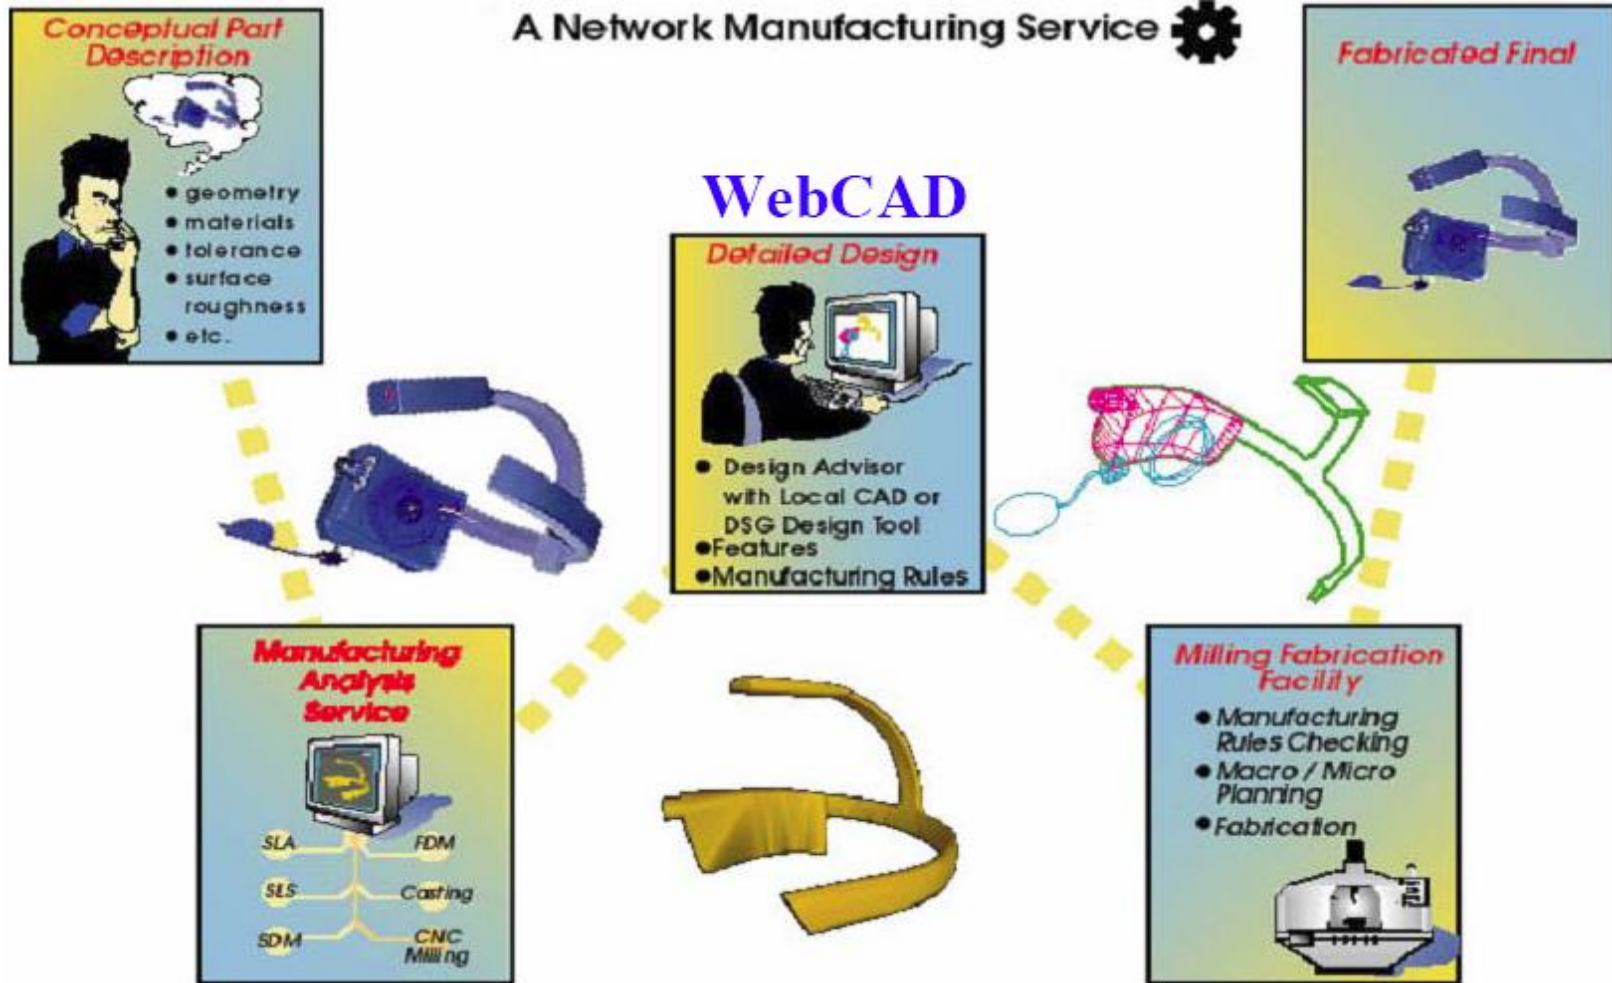 A Network Manufacturing Service
Conceptual Part
Description
• geometry
• materials
• tolerance
• surface
roughness
• etc.
Manufacturing
Analysis
Service
SLA
FDM
SLS
Casting
SDM
CNC
Milling
WebCAD
Detailed Design
• Design Advisor
with Local CAD or
DSG Design Tool
•Features
•Manufacturing Rules
Milling Fabrication
Facility
• Manufacturing
Rules Checking
• Macro / Micro
Planning
• Fabrication
Fabricated Final